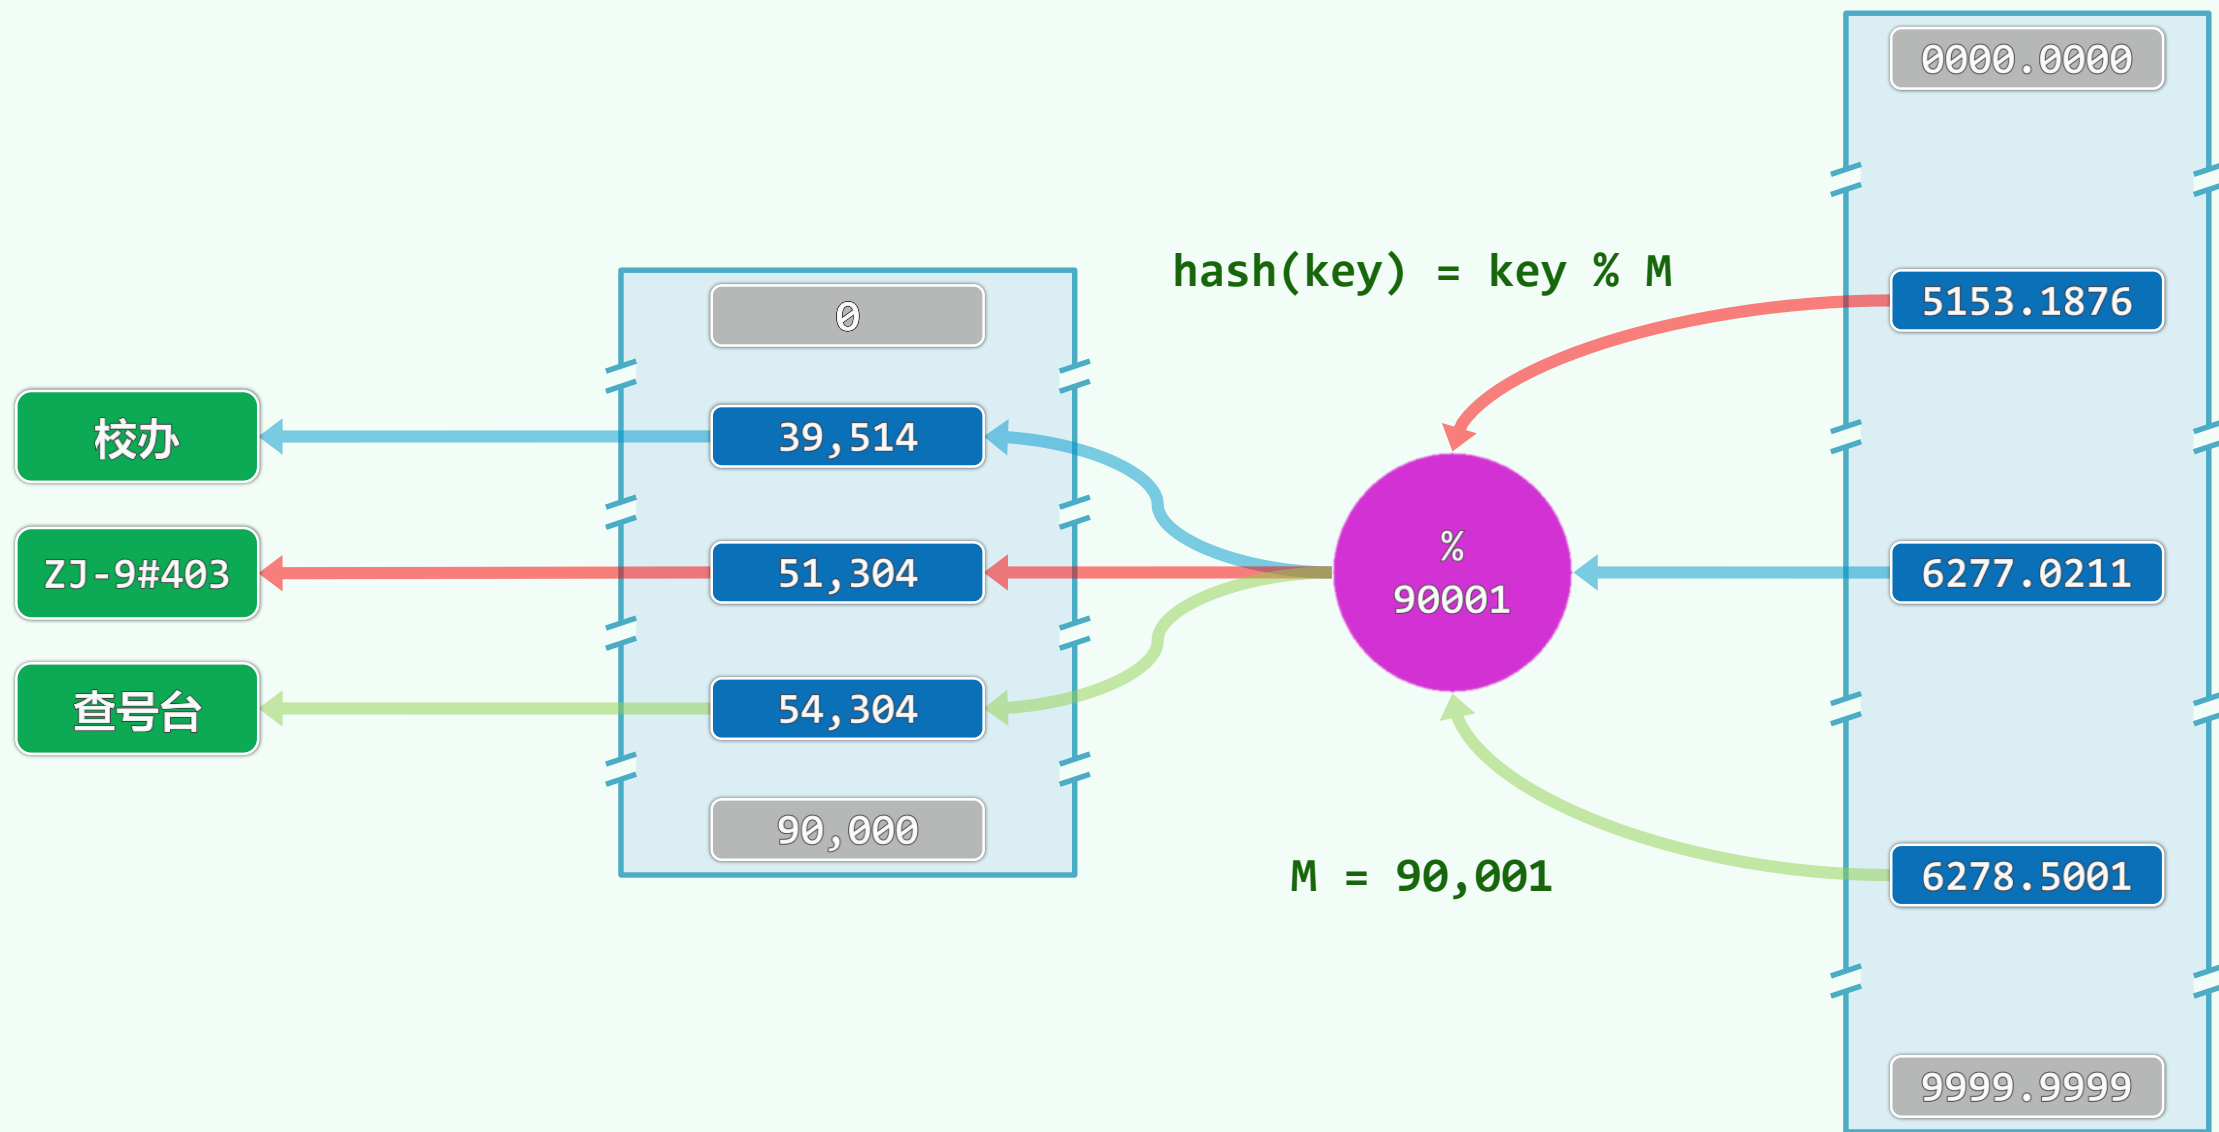 0000.0000
hash(key) = key % M
5153.1876
0
校办
39,514
%
90001
ZJ-9#403
51,304
6277.0211
查号台
54,304
90,000
M = 90,001
6278.5001
9999.9999